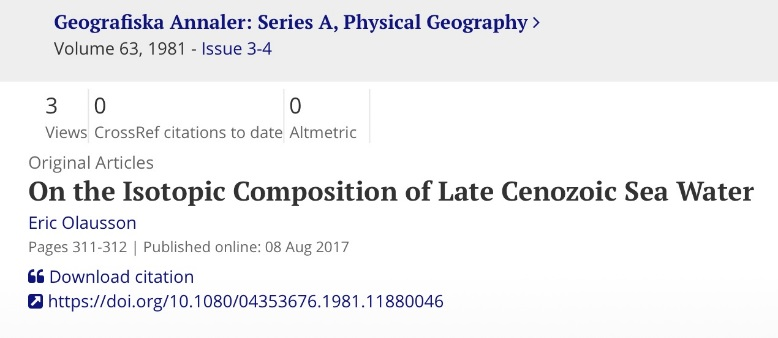 Geografiska Annaler: Series A, Physical Geography >
Volume 63, 1981 - Issue 3-4
3 0 0
Views CrossRef citations to date Altmetric
Original Articles
On the Isotopic Composition of Late Cenozoic Sea Water
Eric Olausson
Pages 311-312 | Published online: 08 Aug 2017
Download citation
https://doi.org/10.1080/04353676.1981.11880046